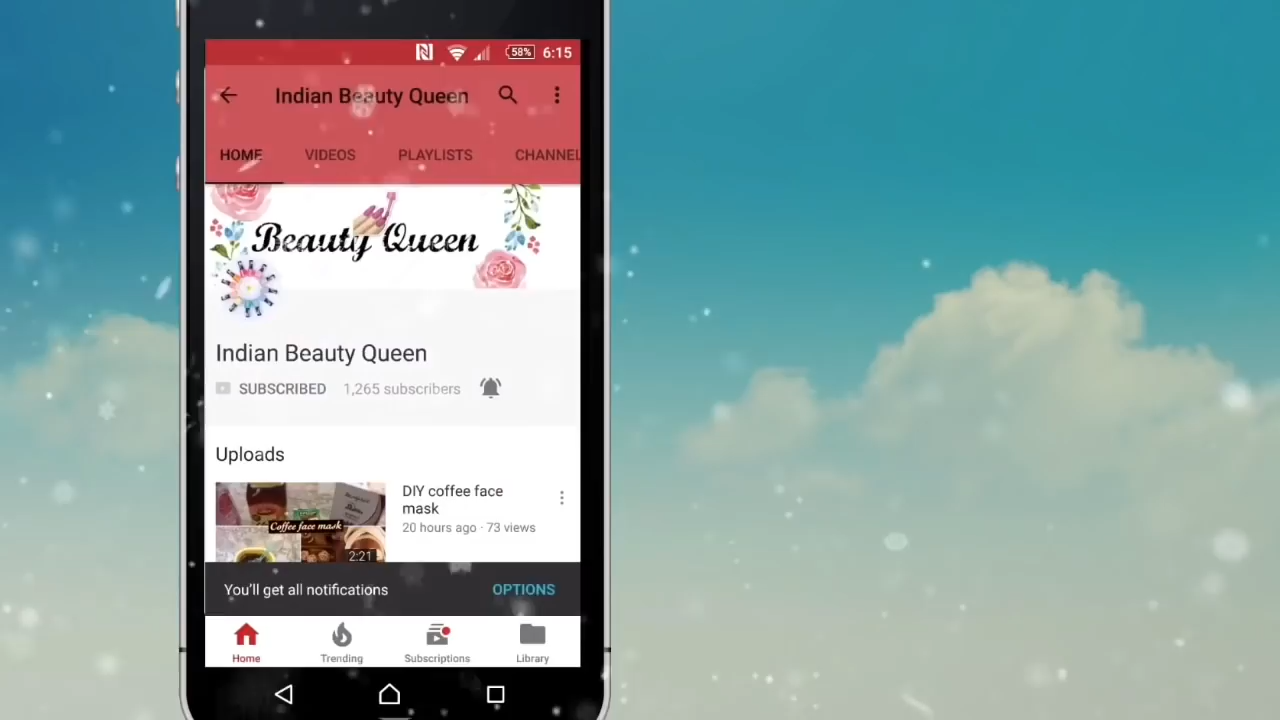 58% 6:15
Indian Beauty Queen
HOME VIDEOS PLAYLISTS CHANNEL
Beauty Queen
Indian Beauty Queen
SUBSCRIBED 1,265 subscribers
Uploads
DIY coffee face
mask
20 hours ago · 73 views
Coffee face mask
2:21
You'll get all notifications OPTIONS
Home Trending Subscriptions Library